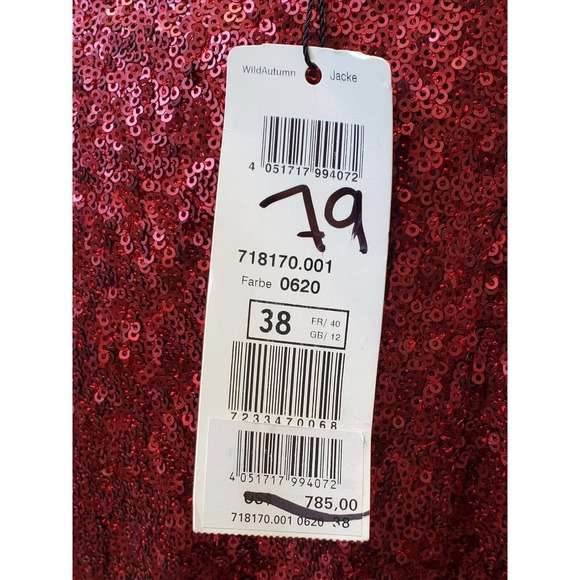 WildAutumn Jacke
4 051717 994072
79
718170.001
Farbe 0620
38 FR/ 40
GB/ 12
7233470068
4 051717 994072
785,00
718170.001 0620 38